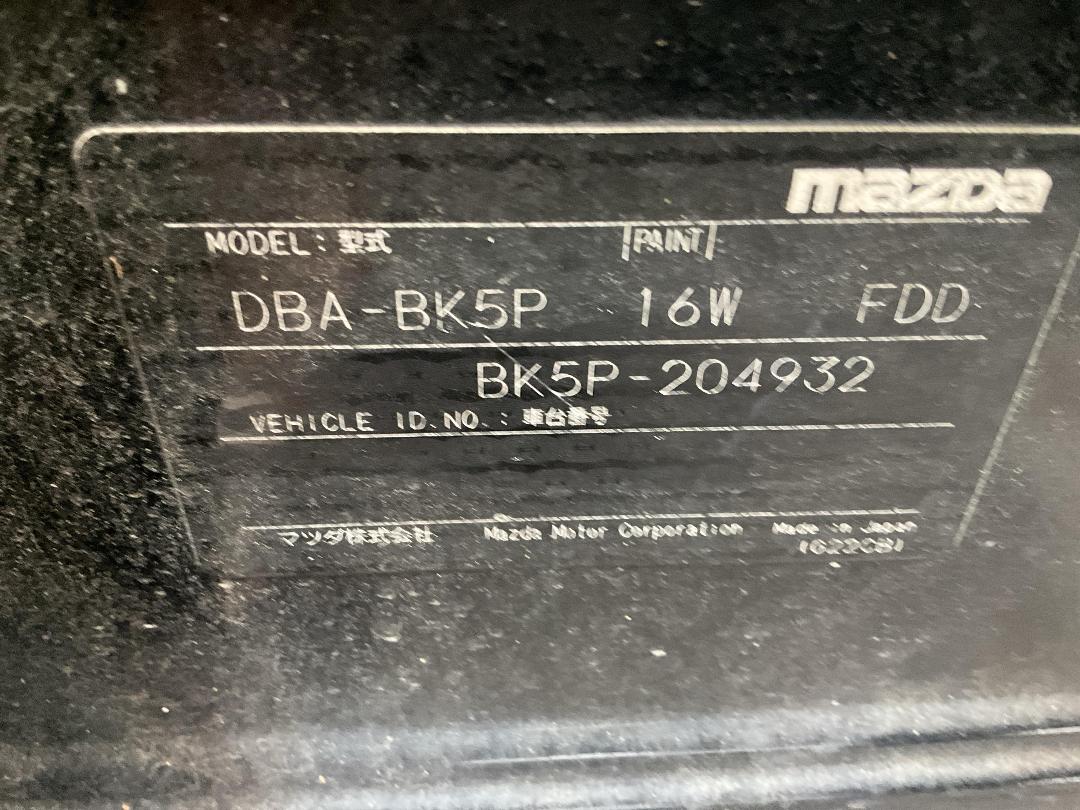 mazda
MODEL : 型式 PAINT
DBA-BK5P 16W FDD
BK5P-204932
VEHICLE ID.NO. : 車台番号
マツダ株式会社 Mazda Motor Corporation Made in Japan